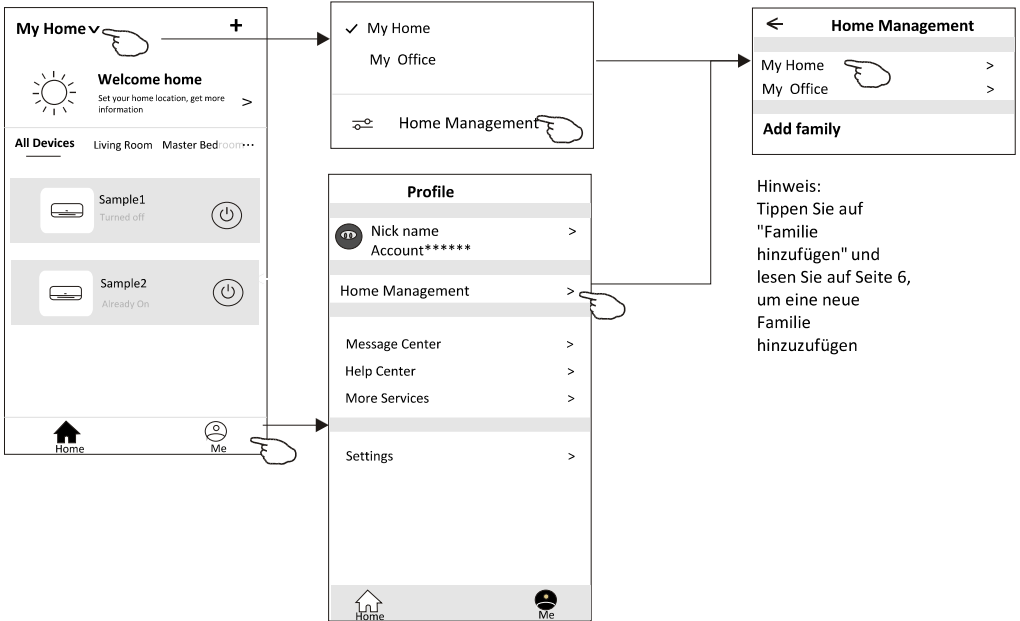 My Home
+
Welcome home
Set your home location, get more
information
>
All Devices Living Room Master Bedroom...
Sample1
Turned off
Sample2
Already On
Home
Me
✓ My Home
My Office
Home Management
Profile
Nick name >
Account******
Home Management >
Message Center >
Help Center >
More Services >
Settings >
Home
Me
Home Management
My Home >
My Office >
Add family
Hinweis:
Tippen Sie auf
"Familie
hinzufügen" und
lesen Sie auf Seite 6,
um eine neue
Familie
hinzuzufügen